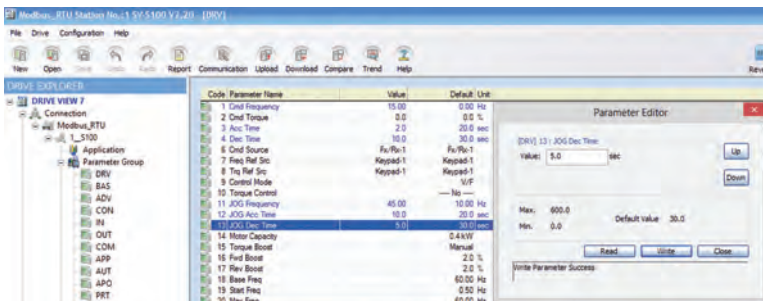 Modbus_RTU Station No.:1 SV-S100 V2.20 [DRV]
File Drive Configuration Help
New Open Save Undo Redo Report Communication Upload Download Compare Trend Help
DRIVE EXPLORER
DRIVE VIEW 7
Connection
Modbus_RTU
1_S100
Application
Parameter Group
DRV
BAS
ADV
CON
IN
OUT
COM
APP
AUT
APO
PRT
Code Parameter Name Value Default Unit
1 Cmd Frequency 15.00 0.00 Hz
2 Cmd Torque 0.0 0.0 %
3 Acc Time 2.0 20.0 sec
4 Dec Time 10.0 30.0 sec
6 Cmd Source Fx/Rx-1 Fx/Rx-1
7 Freq Ref Src Keypad-1 Keypad-1
8 Trq Ref Src Keypad-1 Keypad-1
9 Control Mode V/F
10 Torque Control --- No ---
11 JOG Frequency 45.00 10.00 Hz
12 JOG Acc Time 10.0 20.0 sec
13 JOG Dec Time 5.0 30.0 sec
14 Motor Capacity 0.4 kW
15 Torque Boost Manual
16 Fwd Boost 2.0 %
17 Rev Boost 2.0 %
18 Base Freq 60.00 Hz
19 Start Freq 0.50 Hz
20 Max Freq 60.00 Hz
Parameter Editor
[DRV] 13 : JOG Dec Time
Value: 5.0 sec
Up
Down
Max. 600.0
Min. 0.0
Default Value 30.0
Read Write Close
Write Parameter Success